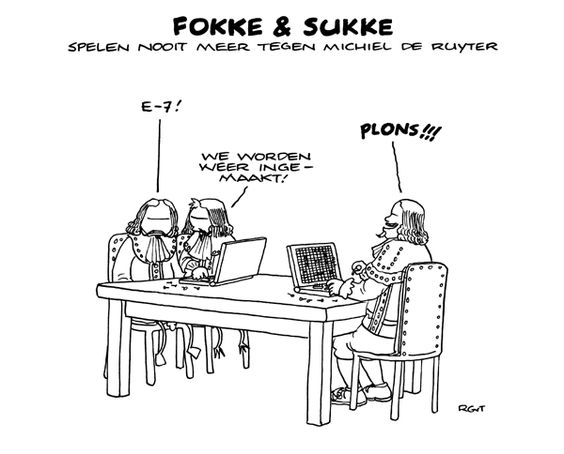 FOKKE & SUKKE
SPELEN NOOIT MEER TEGEN MICHIEL DE RUYTER
E-7!
WE WORDEN
WEER INGE-
MAAKT!
PLONS!!!
RGvT